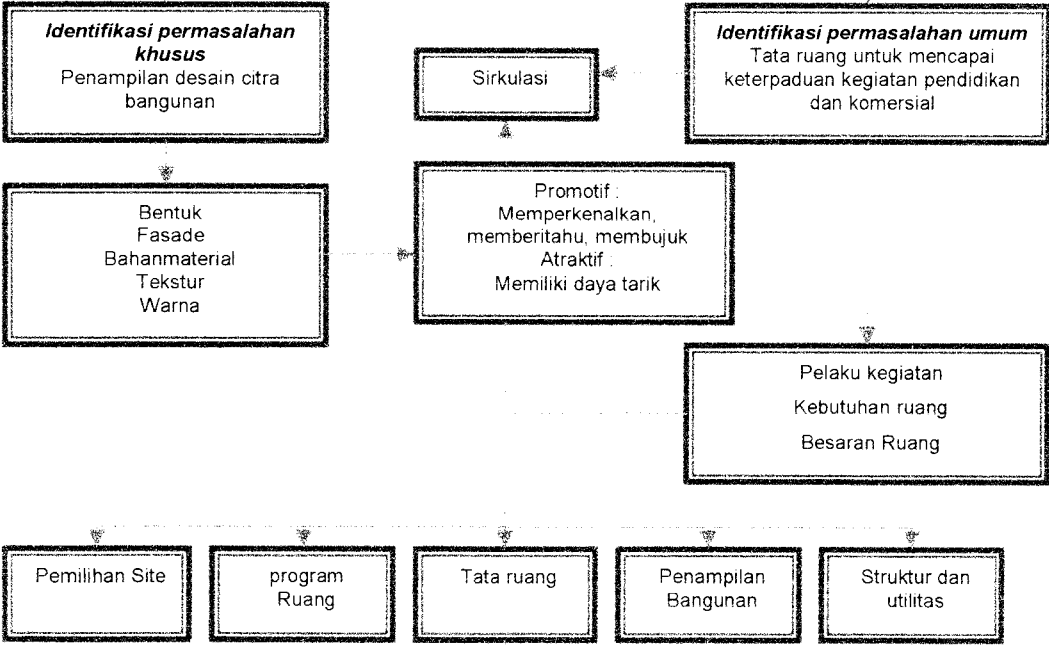 Identifikasi permasalahan
khusus
Penampilan desain citra
bangunan
Sirkulasi
Identifikasi permasalahan umum
Tata ruang untuk mencapai
keterpaduan kegiatan pendidikan
dan komersial
Bentuk
Fasade
Bahanmaterial
Tekstur
Warna
Promotif :
Memperkenalkan,
memberitahu, membujuk
Atraktif :
Memiliki daya tarik
Pelaku kegiatan
Kebutuhan ruang
Besaran Ruang
Pemilihan Site
program
Ruang
Tata ruang
Penampilan
Bangunan
Struktur dan
utilitas